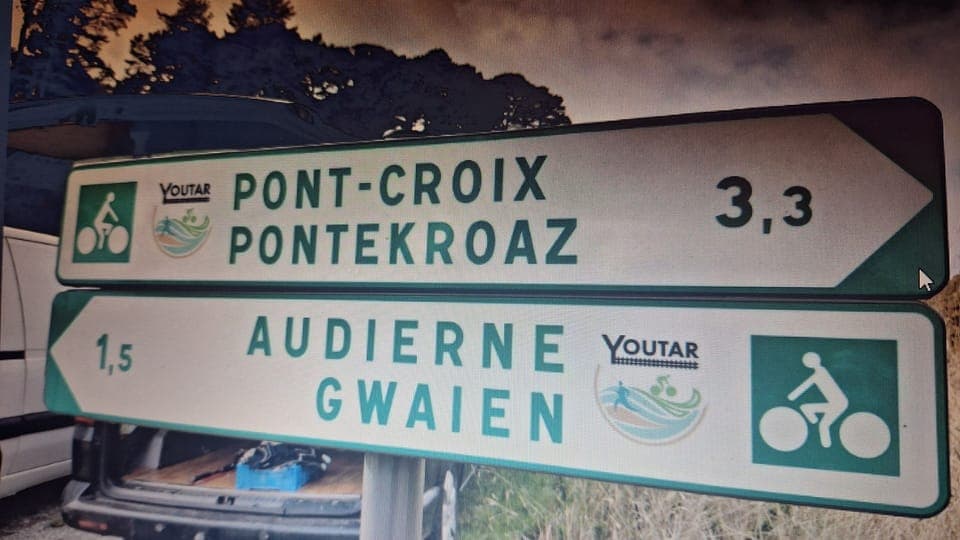 YOUTAR
PONT-CROIX
PONTEKROAZ
3,3
1,5
AUDIERNE
GWAIEN
YOUTAR